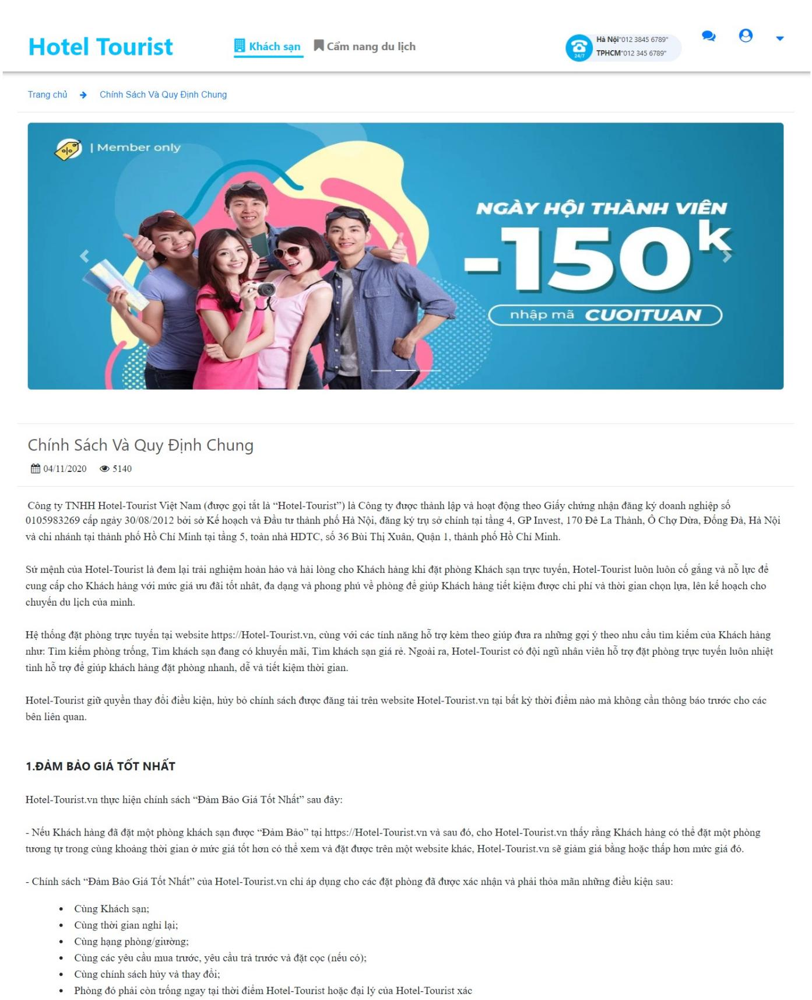 Hotel Tourist
Khách sạn
Cẩm nang du lịch
24/7
Hà Nội"012 3845 6789"
TPHCM"012 345 6789"
Trang chủ
Chính Sách Và Quy Định Chung
% | Member only
NGÀY HỘI THÀNH VIÊN
-150k
nhập mã CUOITUAN
Chính Sách Và Quy Định Chung
04/11/2020 5140
Công ty TNHH Hotel-Tourist Việt Nam (được gọi tắt là “Hotel-Tourist”) là Công ty được thành lập và hoạt động theo Giấy chứng nhận đăng ký doanh nghiệp số
0105983269 cấp ngày 30/08/2012 bởi sở Kế hoạch và Đầu tư thành phố Hà Nội, đăng ký trụ sở chính tại tầng 4, GP Invest, 170 Đê La Thành, Ô Chợ Dừa, Đống Đa, Hà Nội
và chi nhánh tại thành phố Hồ Chí Minh tại tầng 5, toàn nhà HDTC, số 36 Bùi Thị Xuân, Quận 1, thành phố Hồ Chí Minh.
Sứ mệnh của Hotel-Tourist là đem lại trải nghiệm hoàn hảo và hài lòng cho Khách hàng khi đặt phòng Khách sạn trực tuyến, Hotel-Tourist luôn luôn cố gắng và nỗ lực để
cung cấp cho Khách hàng với mức giá ưu đãi tốt nhât, đa dạng và phong phú về phòng để giúp Khách hàng tiết kiệm được chi phí và thời gian chọn lựa, lên kế hoạch cho
chuyến du lịch của mình.
Hệ thống đặt phòng trực tuyến tại website https://Hotel-Tourist.vn, cùng với các tính năng hỗ trợ kèm theo giúp đưa ra những gợi ý theo nhu cầu tìm kiếm của Khách hàng
như: Tìm kiếm phòng trống, Tìm khách sạn đang có khuyến mãi, Tìm khách sạn giá rẻ. Ngoài ra, Hotel-Tourist có đội ngũ nhân viên hỗ trợ đặt phòng trực tuyến luôn nhiệt
tình hỗ trợ để giúp khách hàng đặt phòng nhanh, dễ và tiết kiệm thời gian.
Hotel-Tourist giữ quyền thay đổi điều kiện, hủy bỏ chính sách được đăng tải trên website Hotel-Tourist.vn tại bất kỳ thời điểm nào mà không cần thông báo trước cho các
bên liên quan.
1.ĐẢM BẢO GIÁ TỐT NHẤT
Hotel-Tourist.vn thực hiện chính sách “Đảm Bảo Giá Tốt Nhất” sau đây:
- Nếu Khách hàng đã đặt một phòng khách sạn được “Đảm Bảo” tại https://Hotel-Tourist.vn và sau đó, cho Hotel-Tourist.vn thấy rằng Khách hàng có thể đặt một phòng
tương tự trong cùng khoảng thời gian ở mức giá tốt hơn có thể xem và đặt được trên một website khác, Hotel-Tourist.vn sẽ giảm giá bằng hoặc thấp hơn mức giá đó.
- Chính sách “Đảm Bảo Giá Tốt Nhất” của Hotel-Tourist.vn chỉ áp dụng cho các đặt phòng đã được xác nhận và phải thỏa mãn những điều kiện sau:
• Cùng Khách sạn;
• Cùng thời gian nghỉ lại;
• Cùng hạng phòng/giường;
• Cùng các yêu cầu mua trước, yêu cầu trả trước và đặt cọc (nếu có);
• Cùng chính sách hủy và thay đổi;
• Phòng đó phải còn trống ngay tại thời điểm Hotel-Tourist hoặc đại lý của Hotel-Tourist xác